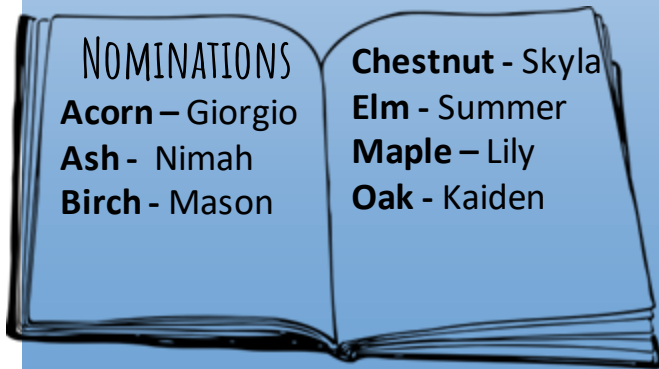 NOMINATIONS
Acorn – Giorgio
Ash -  Nimah
Birch - Mason
Chestnut - Skyla
Elm - Summer
Maple – Lily
Oak - Kaiden